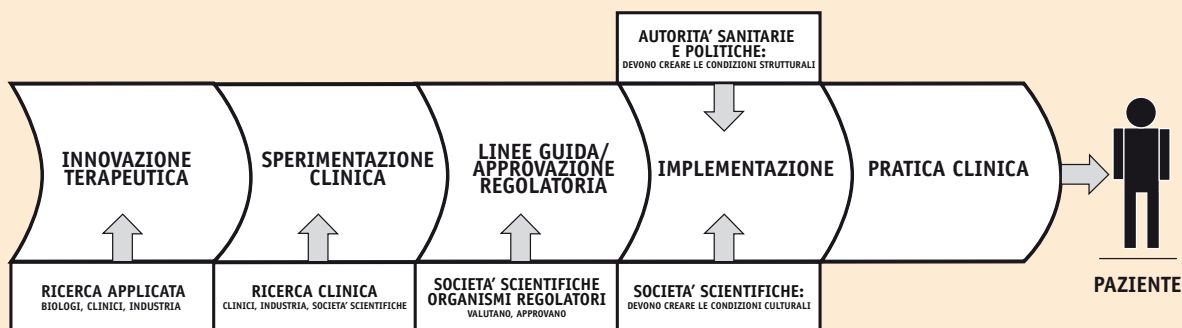 AUTORITA' SANITARIE
E POLITICHE:
DEVONO CREARE LE CONDIZIONI STRUTTURALI
INNOVAZIONE
TERAPEUTICA
SPERIMENTAZIONE
CLINICA
LINEE GUIDA/
APPROVAZIONE
REGOLATORIA
IMPLEMENTAZIONE
PRATICA CLINICA
RICERCA APPLICATA
BIOLOGI, CLINICI, INDUSTRIA
RICERCA CLINICA
CLINICI, INDUSTRIA, SOCIETA' SCIENTIFICHE
SOCIETA' SCIENTIFICHE
ORGANISMI REGOLATORI
VALUTANO, APPROVANO
SOCIETA' SCIENTIFICHE:
DEVONO CREARE LE CONDIZIONI CULTURALI
PAZIENTE